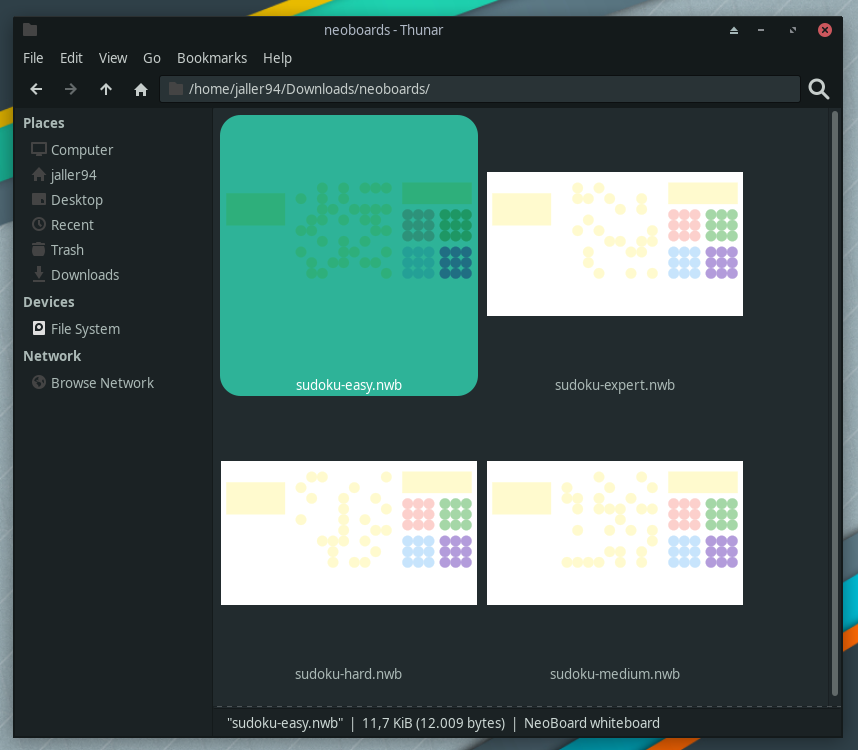 neoboards - Thunar
File Edit View Go Bookmarks Help
/home/jaller94/Downloads/neoboards/
Places
Computer
jaller94
Desktop
Recent
Trash
Downloads
Devices
File System
Network
Browse Network
sudoku-easy.nwb
sudoku-expert.nwb
sudoku-hard.nwb
sudoku-medium.nwb
"sudoku-easy.nwb" | 11,7 KiB (12.009 bytes) | NeoBoard whiteboard